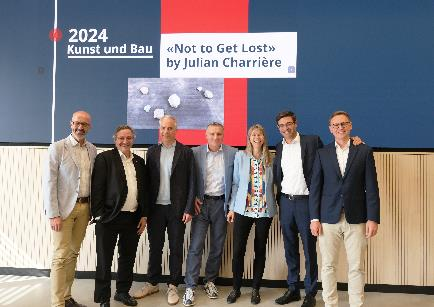 2024
Kunst und Bau
«Not to Get Lost»
by Julian Charrière